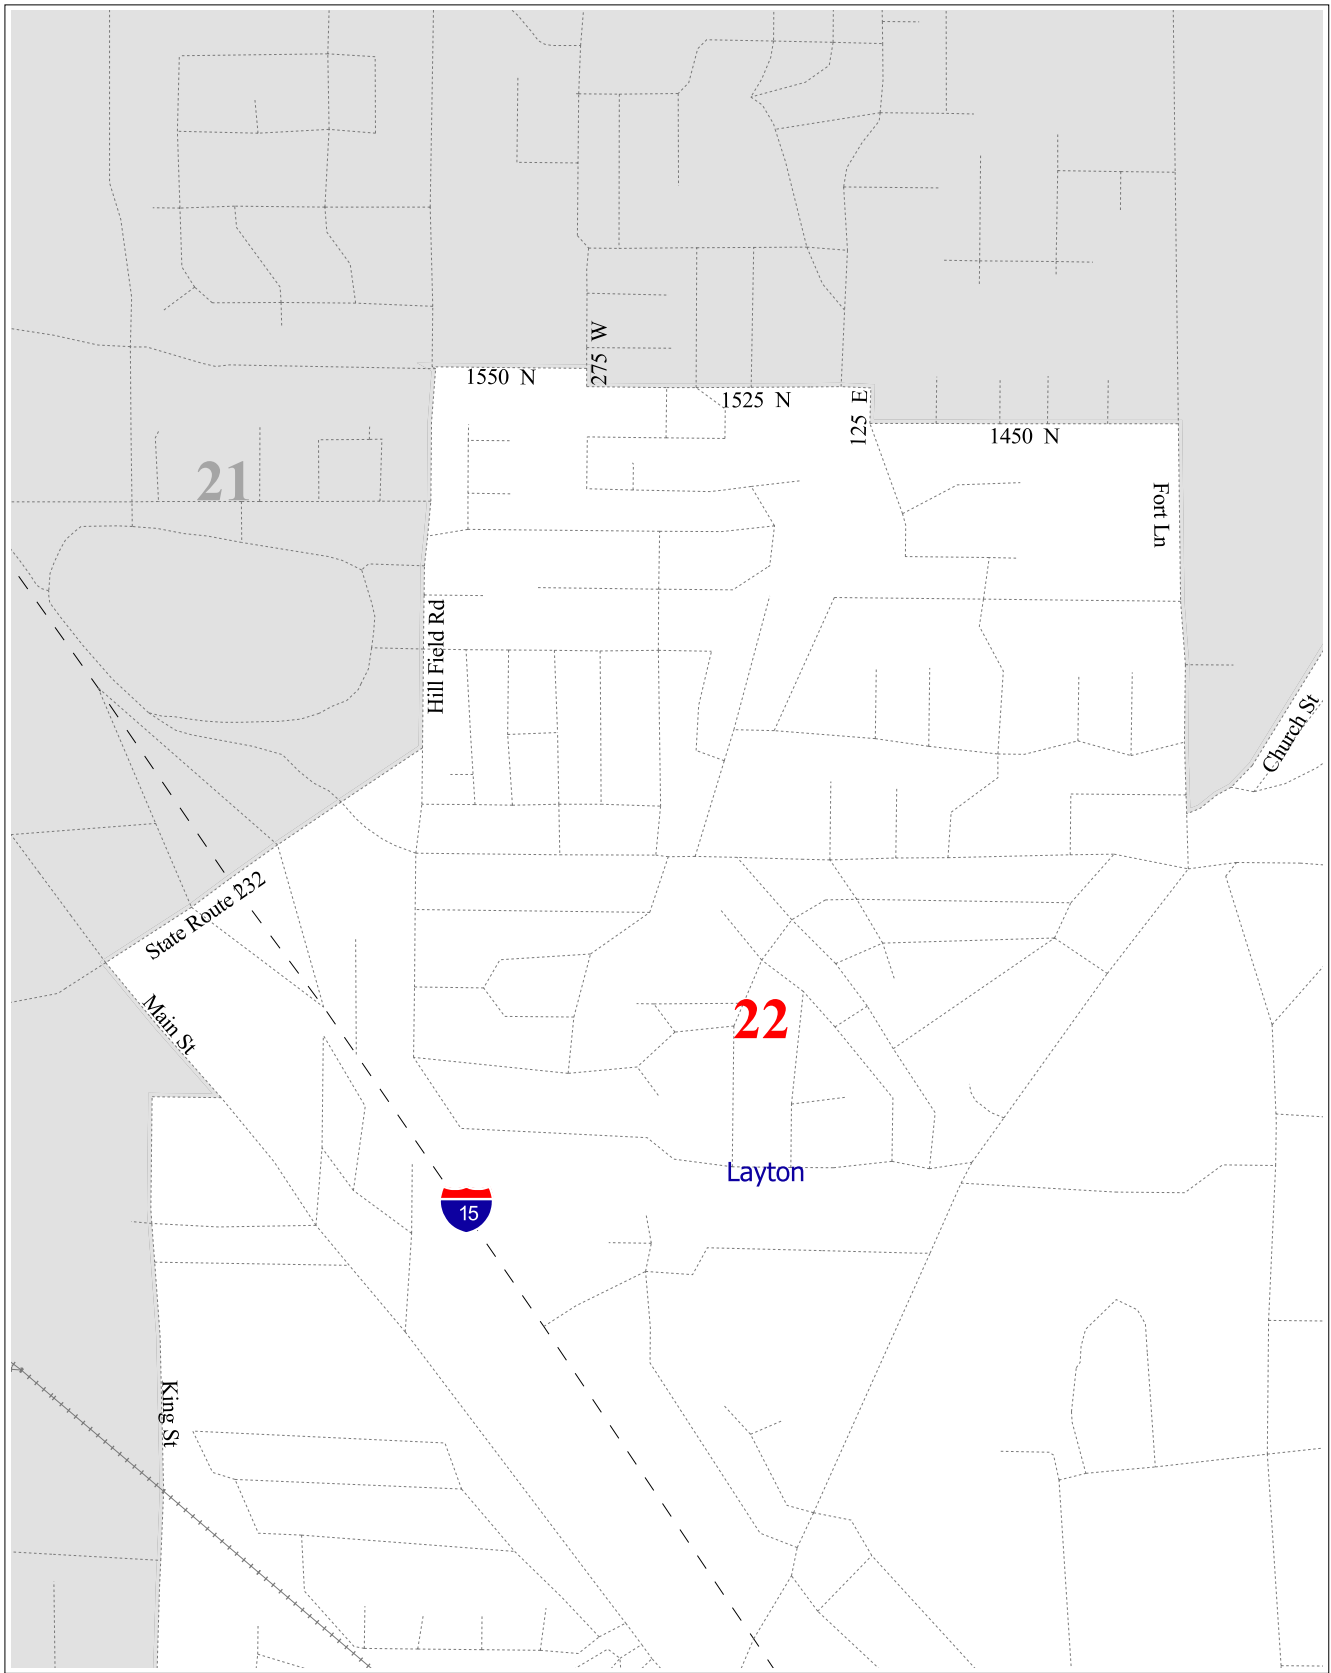 275 W
1550 N
1525 N
125 E
1450 N
21
Fort Ln
Hill Field Rd
Church St
State Route 232
Main St
22
Layton
15
King St